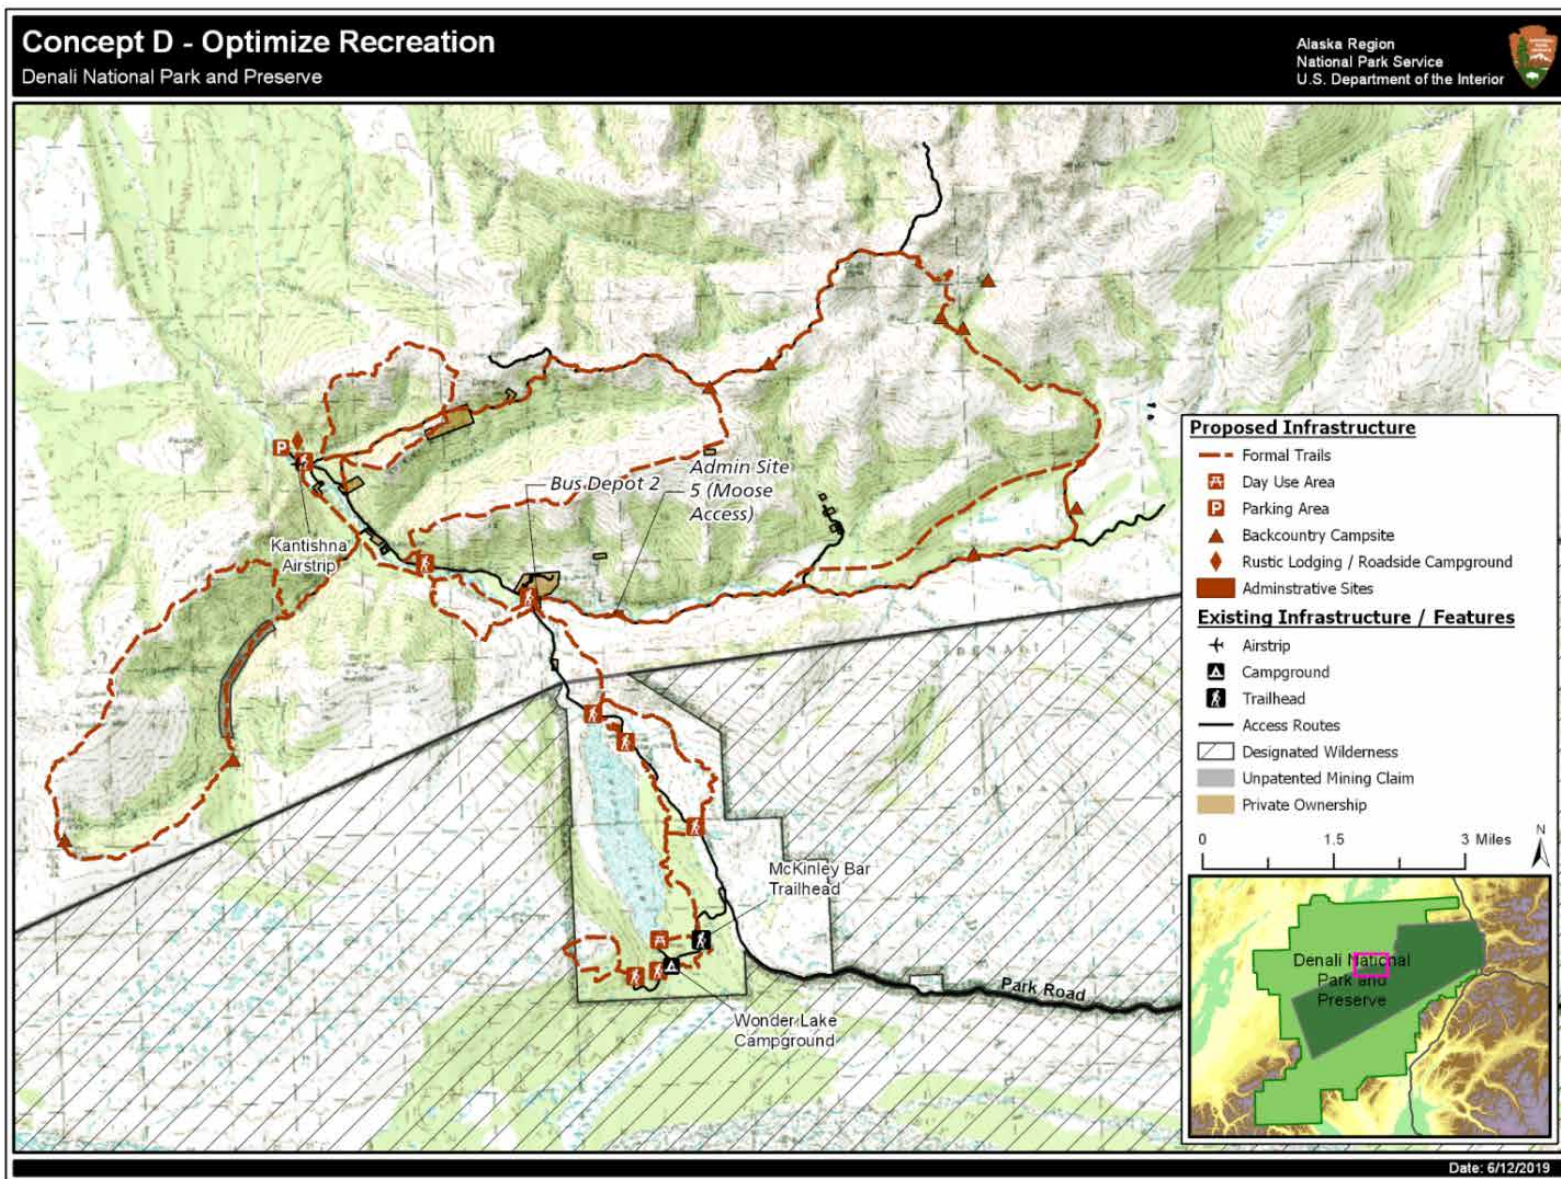 Concept D - Optimize Recreation
Denali National Park and Preserve
Alaska Region
National Park Service
U.S. Department of the Interior
Bus Depot 2
Admin Site
5 (Moose
Access)
Kantishna
Airstrip
McKinley Bar
Trailhead
Wonder Lake
Campground
Park Road
Proposed Infrastructure
Formal Trails
Day Use Area
P Parking Area
Backcountry Campsite
Rustic Lodging / Roadside Campground
Adminstrative Sites
Existing Infrastructure / Features
Airstrip
Campground
Trailhead
Access Routes
Designated Wilderness
Unpatented Mining Claim
Private Ownership
0 1.5 3 Miles
N
Denali National
Park and
Preserve
Date: 6/12/2019